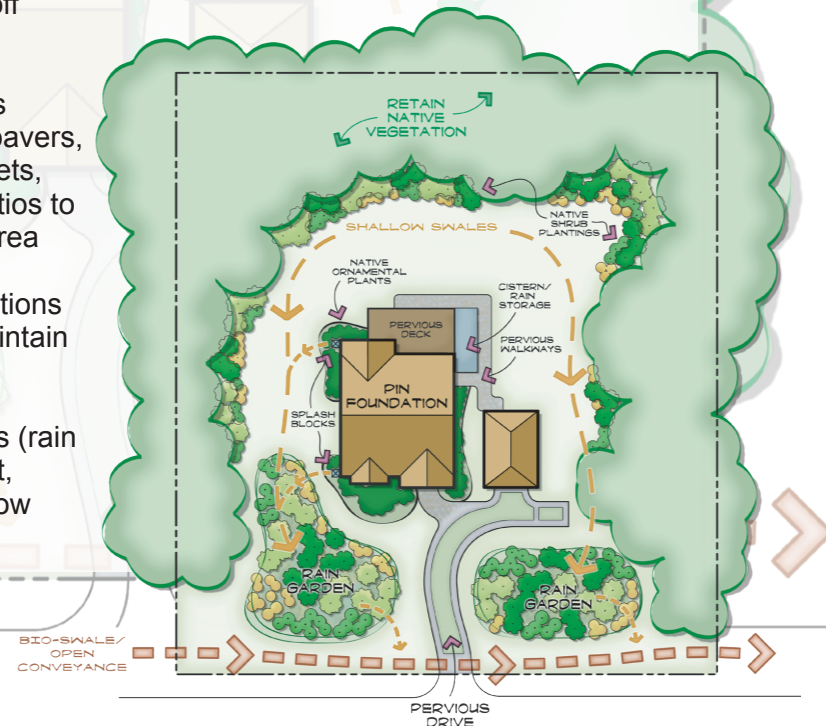 off
s
pavers,
ets,
tios to
rea
tions
intain
s (rain
t,
ow
RETAIN
NATIVE
VEGETATION
NATIVE
SHRUB
PLANTINGS
SHALLOW SWALES
NATIVE
ORNAMENTAL
PLANTS
CISTERN/
RAIN
STORAGE
PERVIOUS
DECK
PERVIOUS
WALKWAYS
PIN
FOUNDATION
SPLASH
BLOCKS
RAIN
GARDEN
RAIN
GARDEN
BIO-SWALE/
OPEN
CONVEYANCE
PERVIOUS
DRIVE